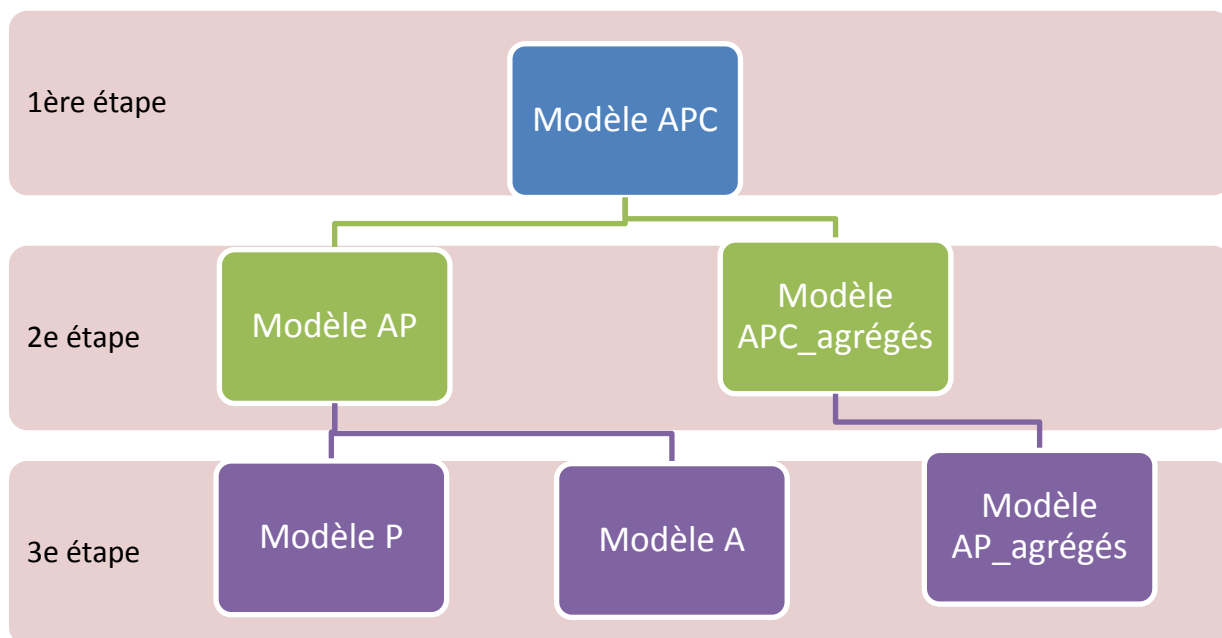 1ère étape
Modèle APC
2e étape
Modèle AP
Modèle
APC_agrégés
3e étape
Modèle P
Modèle A
Modèle
AP_agrégés